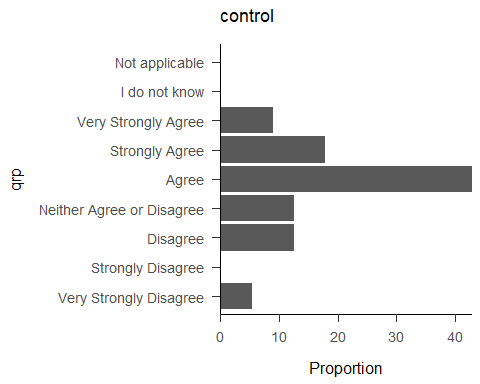 control
Not applicable
I do not know
Very Strongly Agree
Strongly Agree
Agree
Neither Agree or Disagree
Disagree
Strongly Disagree
Very Strongly Disagree
qrp
0 10 20 30 40
Proportion